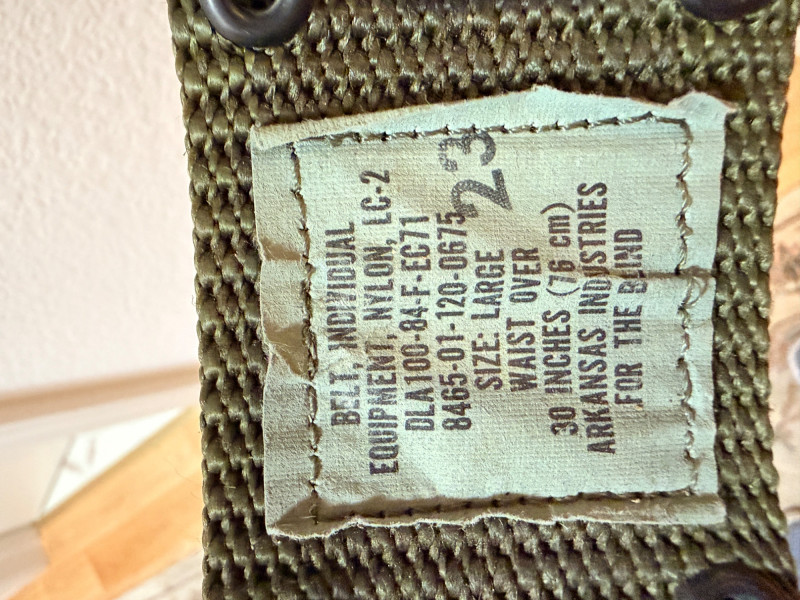 BELT, INDIVIDUAL
EQUIPMENT, NYLON, LC-2
DLA100-84-F-EC71
8465-01-120-0675
23
SIZE: LARGE
WAIST OVER
30 INCHES (76 cm)
ARKANSAS INDUSTRIES
FOR THE BLIND